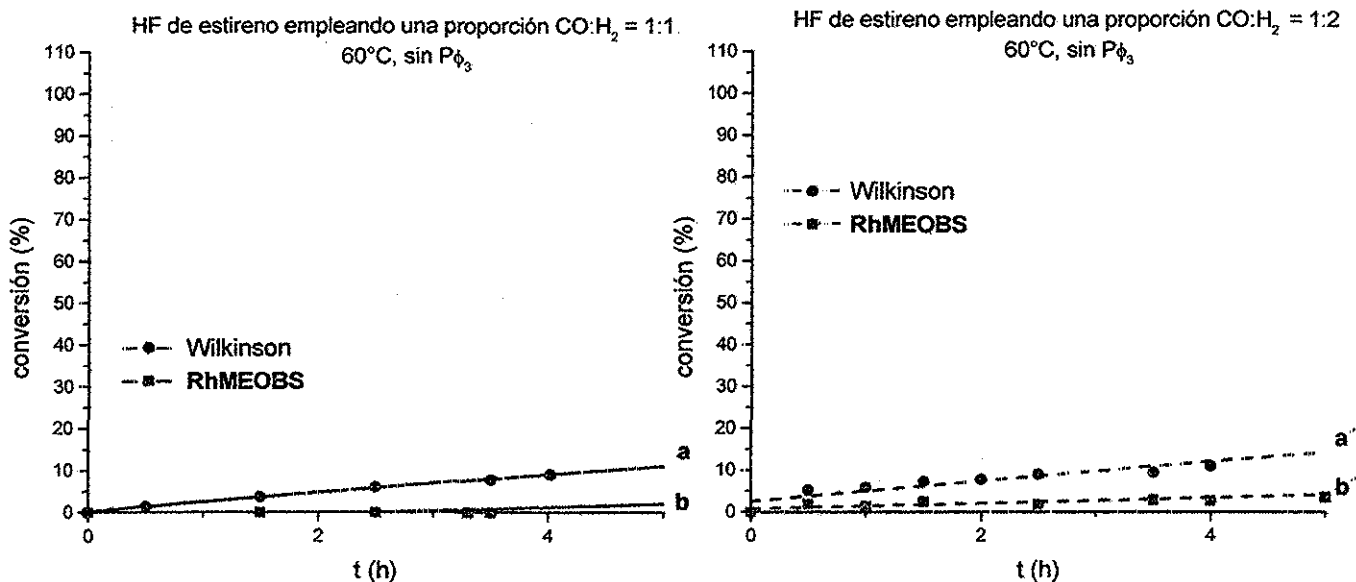 HF de estireno empleando una proporción CO:H₂ = 1:1
60°C, sin Pϕ₃
110
100
90
80
70
60
50
40
30
20
10
0
conversión (%)
Wilkinson
RhMEOBS
a
b
0
2
4
t (h)
HF de estireno empleando una proporción CO:H₂ = 1:2
60°C, sin Pϕ₃
110
100
90
80
70
60
50
40
30
20
10
0
conversión (%)
Wilkinson
RhMEOBS
a´
b´
0
2
4
t (h)